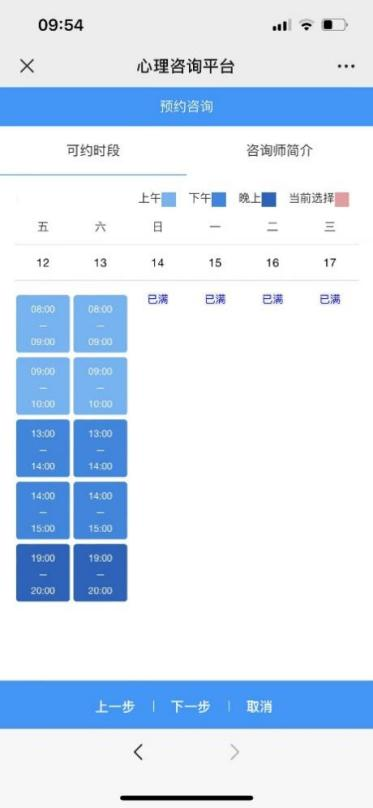 09:54
心理咨询平台
预约咨询
可约时段 咨询师简介
上午 下午 晚上 当前选择
五 六 日 一 二 三
12 13 14 15 16 17
已满 已满 已满 已满
08:00 08:00
— —
09:00 09:00
09:00 09:00
— —
10:00 10:00
13:00 13:00
— —
14:00 14:00
14:00 14:00
— —
15:00 15:00
19:00 19:00
— —
20:00 20:00
上一步 | 下一步 | 取消